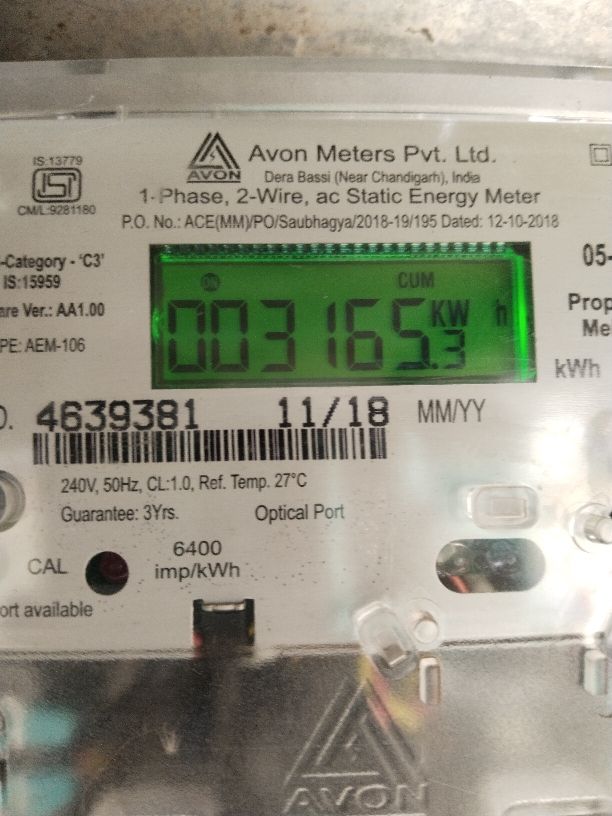 IS:13779
CM/L:9281180
AVON
Avon Meters Pvt. Ltd.
Dera Bassi (Near Chandigarh), India
1-Phase, 2-Wire, ac Static Energy Meter
P.O. No.: ACE(MM)/PO/Saubhagya/2018-19/195 Dated: 12-10-2018
-Category - 'C3'
IS:15959
are Ver.: AA1.00
PE: AEM-106
ON
CUM
003165.3 KW h
05-
Prop
Me
kWh
O. 4639381 11/18 MM/YY
240V, 50Hz, CL:1.0, Ref. Temp. 27°C
Guarantee: 3Yrs. Optical Port
CAL
6400
imp/kWh
ort available
AVON